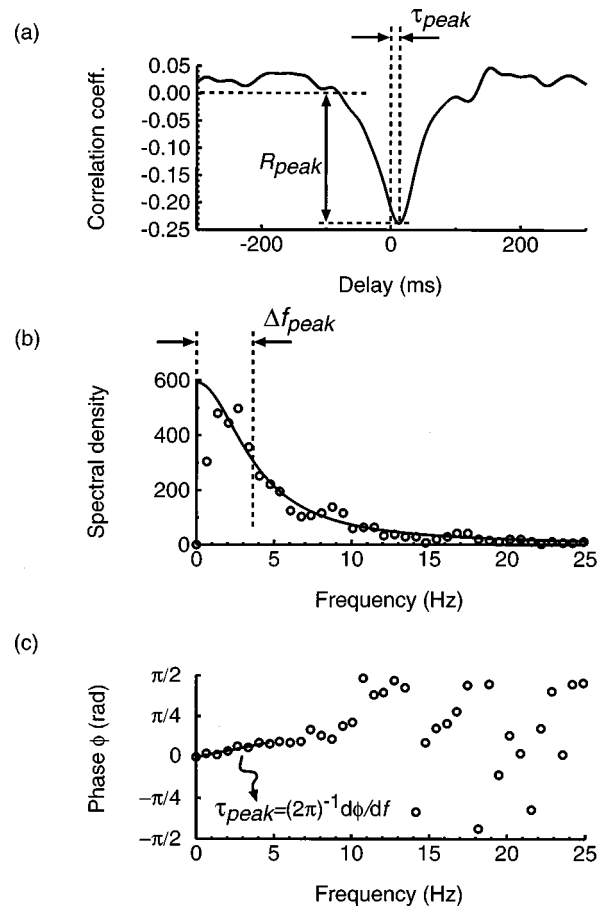 (a)
τpeak
0.05
0.00
-0.05
-0.10
-0.15
-0.20
-0.25
Correlation coeff.
Rpeak
-200
0
200
Delay (ms)
(b)
Δfpeak
600
400
200
0
Spectral density
0
5
10
15
20
25
Frequency (Hz)
(c)
π/2
π/4
0
−π/4
−π/2
Phase ϕ (rad)
τpeak=(2π)⁻¹dϕ/df
0
5
10
15
20
25
Frequency (Hz)